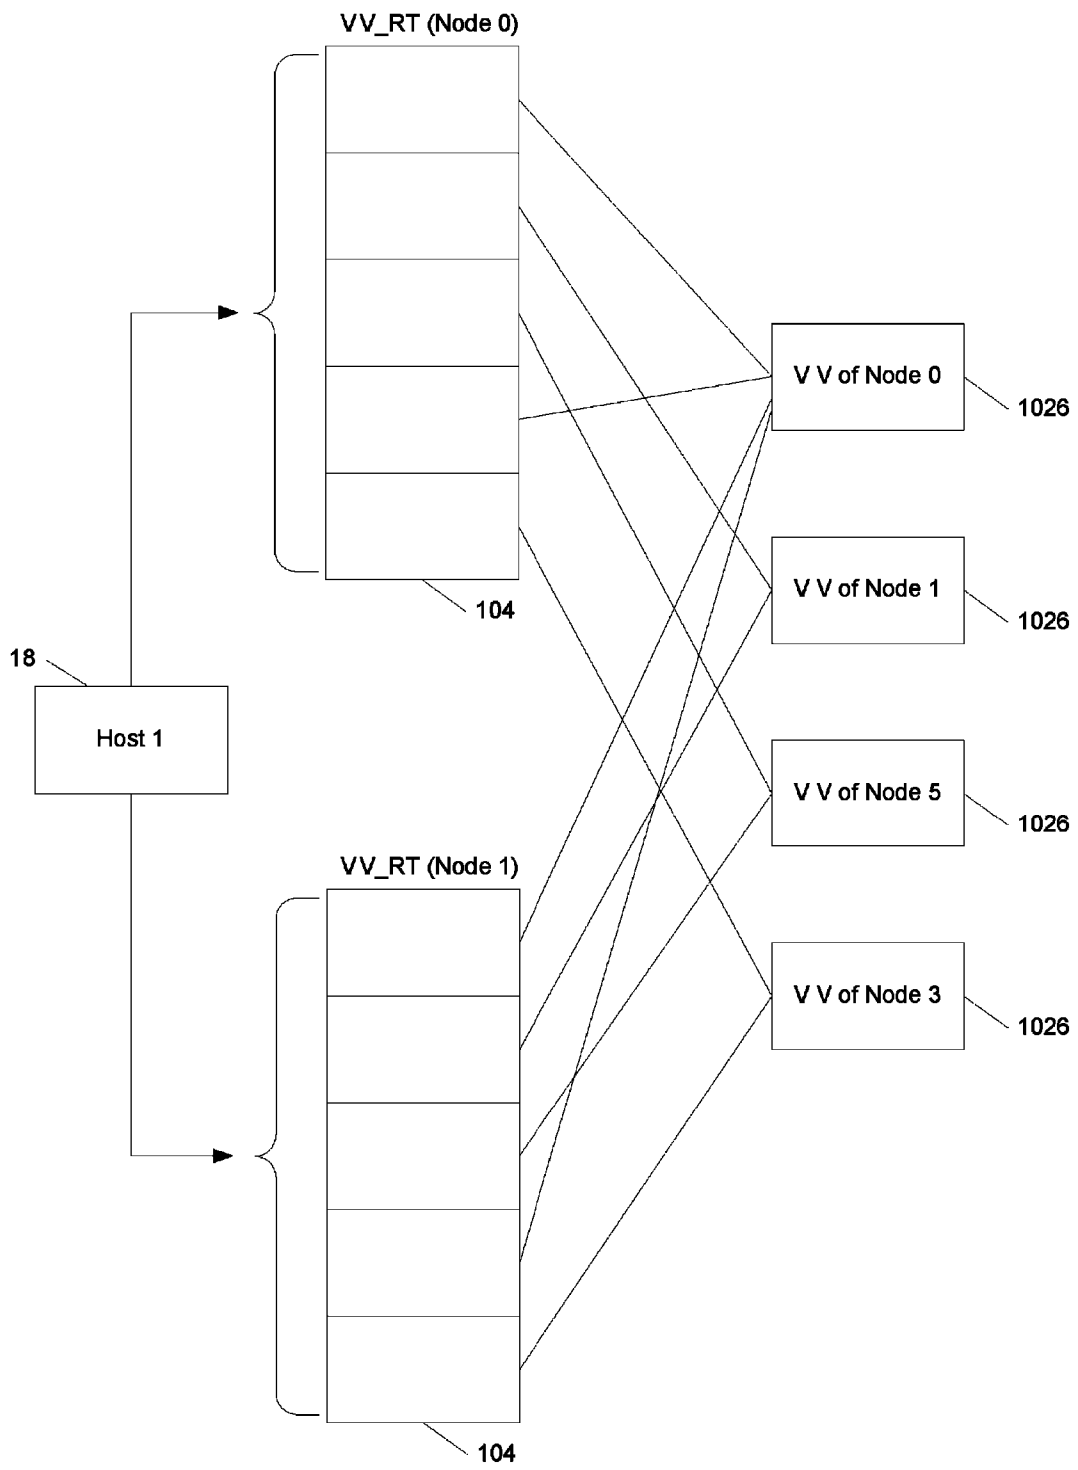 VV_RT (Node 0)
V V of Node 0
1026
V V of Node 1
1026
104
18
Host 1
V V of Node 5
1026
VV_RT (Node 1)
V V of Node 3
1026
104